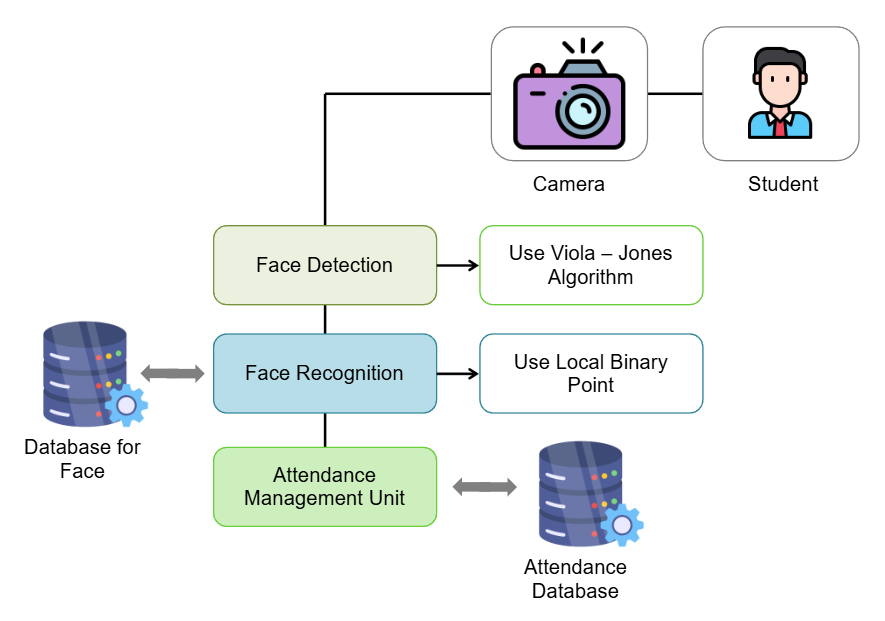 Camera
Student
Face Detection
Use Viola – Jones
Algorithm
Face Recognition
Use Local Binary
Point
Database for
Face
Attendance
Management Unit
Attendance
Database